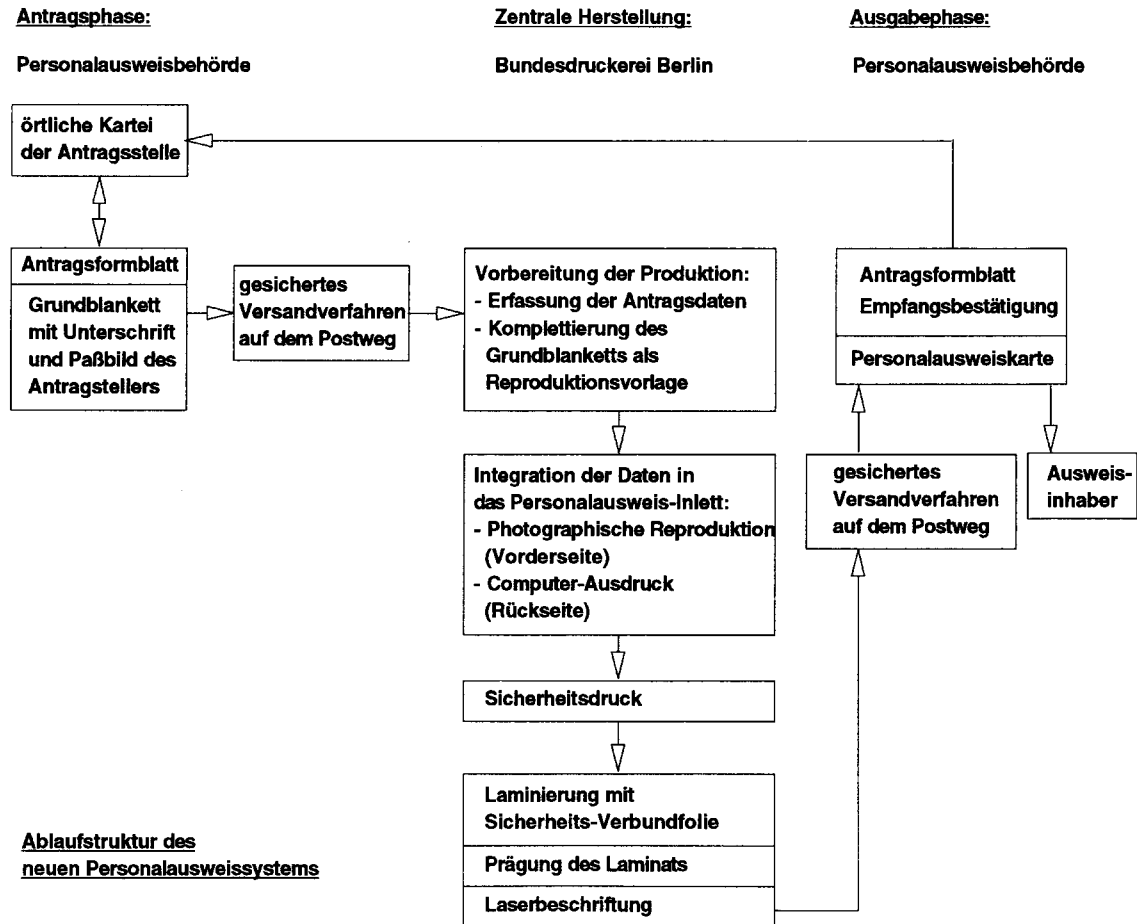 Antragsphase:
Personalausweisbehörde
örtliche Kartei
der Antragsstelle
Antragsformblatt
Grundblankett
mit Unterschrift
und Paßbild des
Antragstellers
gesichertes
Versandverfahren
auf dem Postweg
Zentrale Herstellung:
Bundesdruckerei Berlin
Vorbereitung der Produktion:
- Erfassung der Antragsdaten
- Komplettierung des
Grundblanketts als
Reproduktionsvorlage
Integration der Daten in
das Personalausweis-Inlett:
- Photographische Reproduktion
(Vorderseite)
- Computer-Ausdruck
(Rückseite)
Sicherheitsdruck
Laminierung mit
Sicherheits-Verbundfolie
Prägung des Laminats
Laserbeschriftung
Ausgabephase:
Personalausweisbehörde
Antragsformblatt
Empfangsbestätigung
Personalausweiskarte
gesichertes
Versandverfahren
auf dem Postweg
Ausweis-
inhaber
Ablaufstruktur des
neuen Personalausweissystems